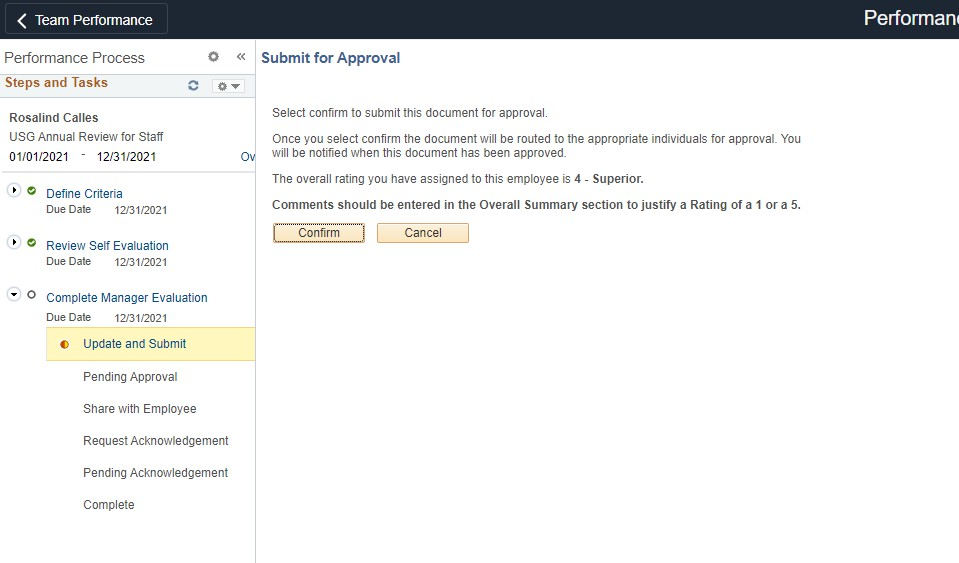 Team Performance
Performanc
Performance Process
Submit for Approval
Steps and Tasks
Rosalind Calles
USG Annual Review for Staff
01/01/2021 - 12/31/2021 Ov
Define Criteria
Due Date 12/31/2021
Review Self Evaluation
Due Date 12/31/2021
Complete Manager Evaluation
Due Date 12/31/2021
Update and Submit
Pending Approval
Share with Employee
Request Acknowledgement
Pending Acknowledgement
Complete
Select confirm to submit this document for approval.
Once you select confirm the document will be routed to the appropriate individuals for approval. You
will be notified when this document has been approved.
The overall rating you have assigned to this employee is 4 - Superior.
Comments should be entered in the Overall Summary section to justify a Rating of a 1 or a 5.
Confirm Cancel